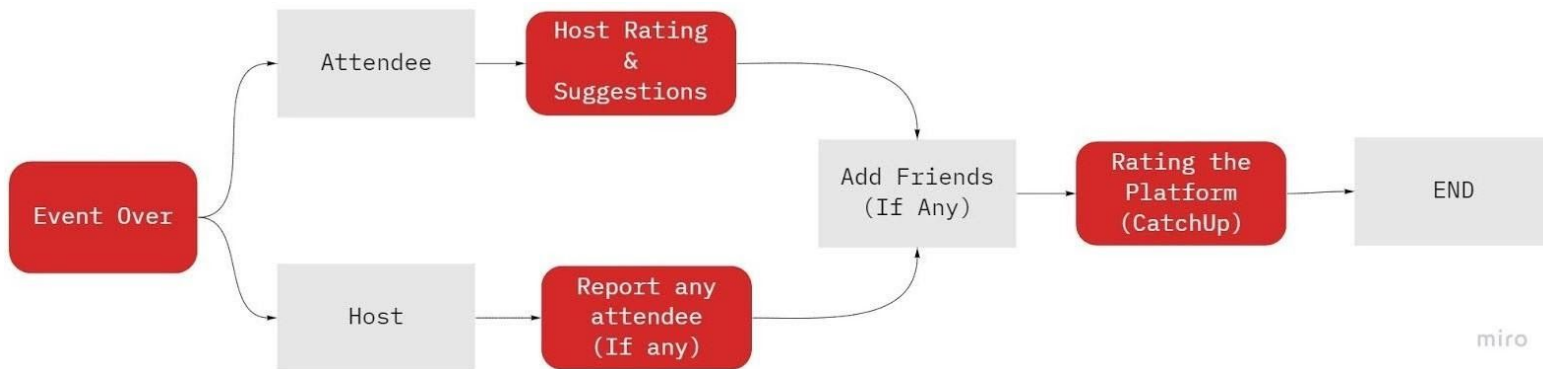 Attendee
Host Rating
&
Suggestions
Event Over
Host
Report any
attendee
(If any)
Add Friends
(If Any)
Rating the
Platform
(CatchUp)
END
miro